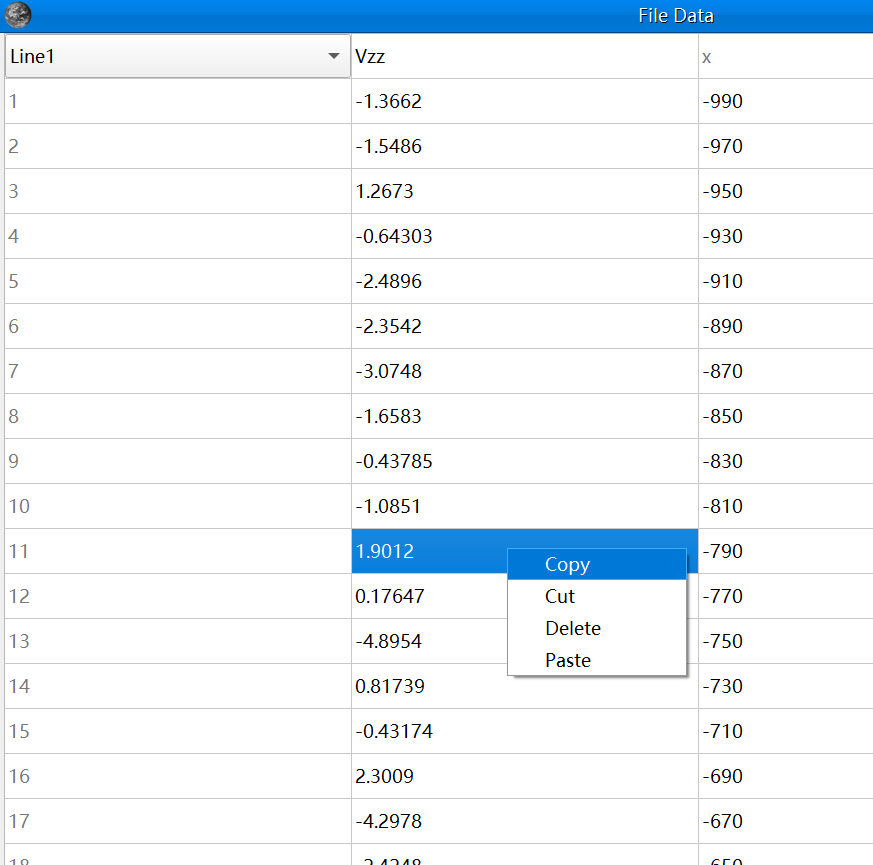 File Data
Line1 Vzz x
1 -1.3662 -990
2 -1.5486 -970
3 1.2673 -950
4 -0.64303 -930
5 -2.4896 -910
6 -2.3542 -890
7 -3.0748 -870
8 -1.6583 -850
9 -0.43785 -830
10 -1.0851 -810
11 1.9012 -790
Copy
12 0.17647 -770
Cut
13 -4.8954 -750
Delete
Paste
14 0.81739 -730
15 -0.43174 -710
16 2.3009 -690
17 -4.2978 -670